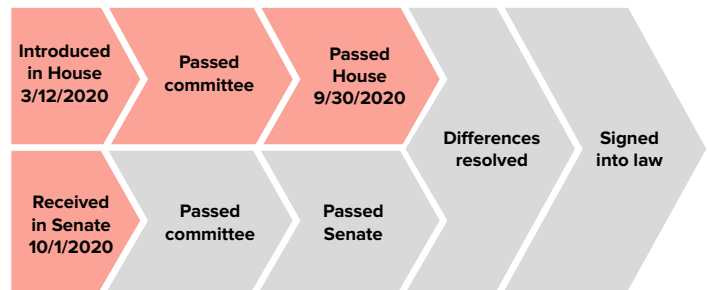 Introduced
in House
3/12/2020
Passed
committee
Passed
House
9/30/2020
Differences
resolved
Signed
into law
Received
in Senate
10/1/2020
Passed
committee
Passed
Senate